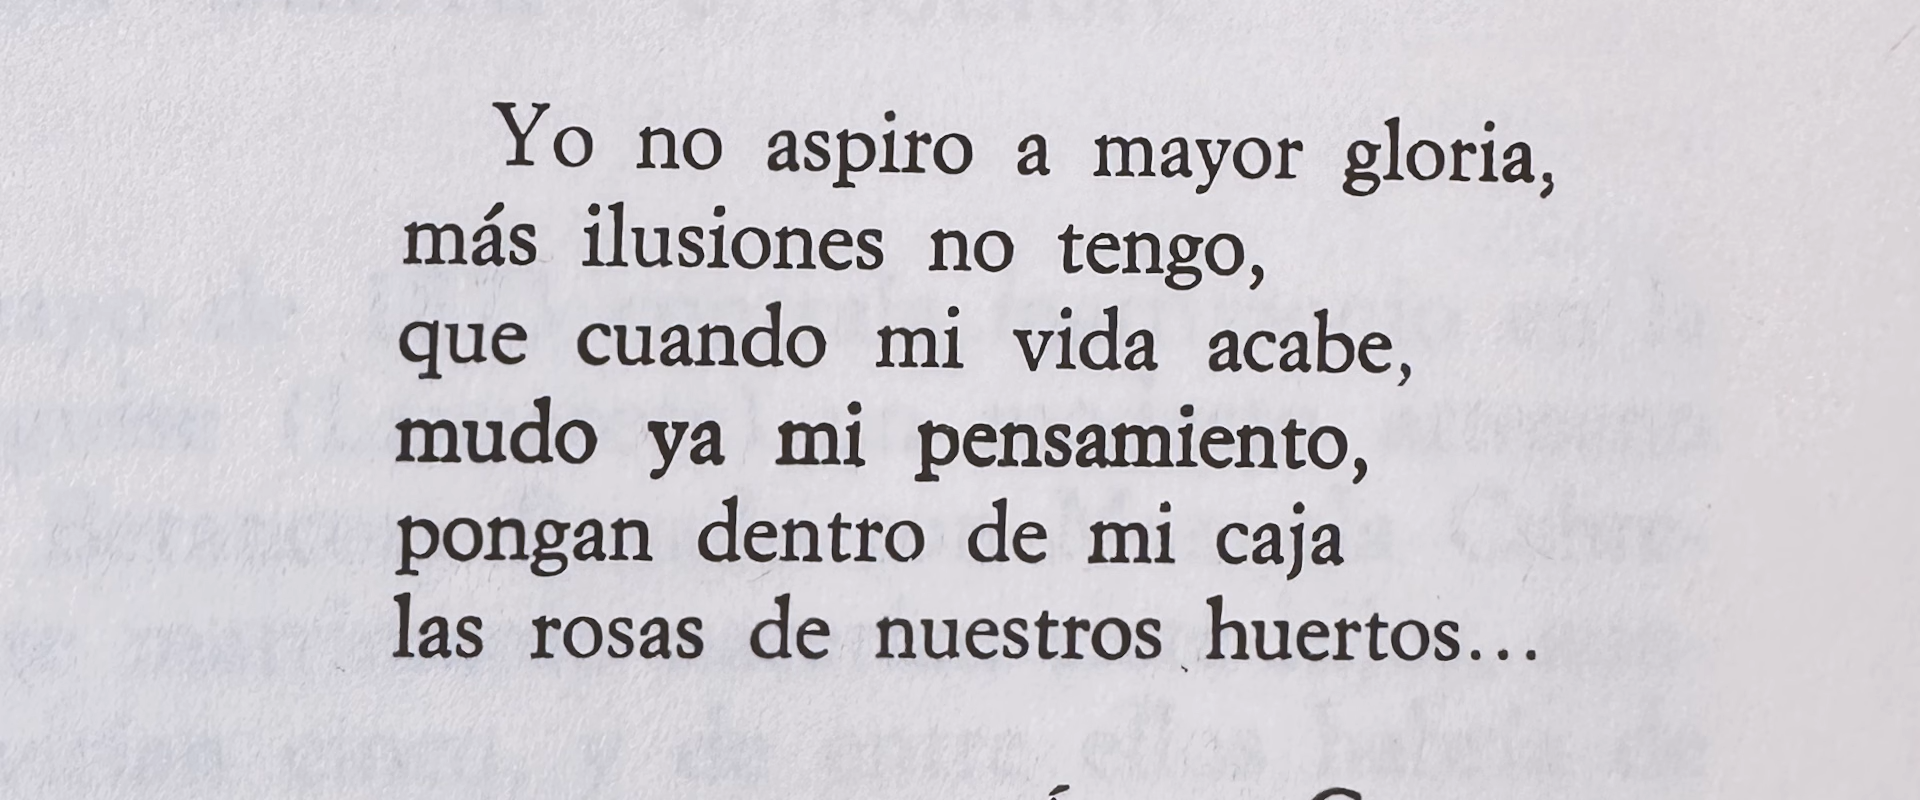 Yo no aspiro a mayor gloria,
más ilusiones no tengo,
que cuando mi vida acabe,
mudo ya mi pensamiento,
pongan dentro de mi caja
las rosas de nuestros huertos...